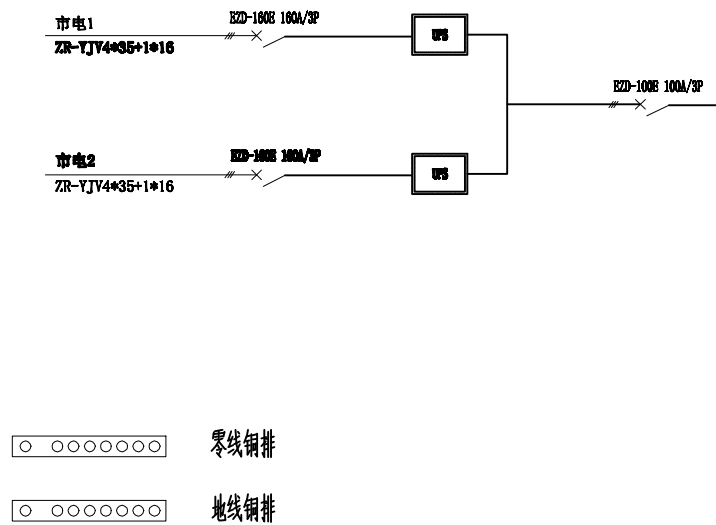 市电1
EZD-160E 160A/3P
ZR-YJV4*35+1*16
UPS
EZD-100E 100A/3P
市电2
EZD-160E 160A/3P
ZR-YJV4*35+1*16
UPS
零线铜排
地线铜排